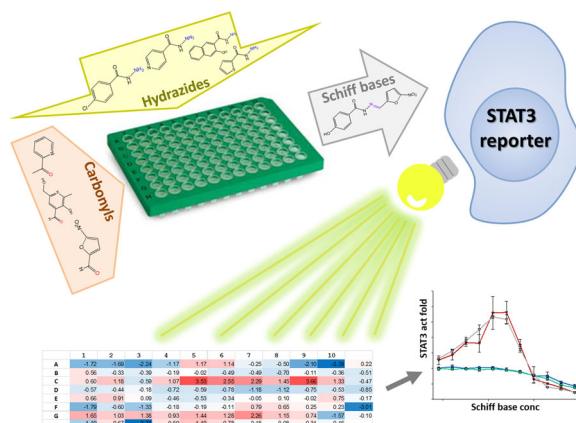 Hydrazides
Carbonyls
Schiff bases
STAT3
reporter
1 2 3 4 5 6 7 8 9 10
A -1.72 -1.69 -2.24 -1.17 1.17 1.14 -0.25 -0.50 -2.10 0.22
B 0.56 -0.33 -0.39 -0.19 -0.02 -0.49 -0.49 -0.70 -0.11 -0.36 -0.51
C 0.60 1.18 -0.59 1.07 3.53 2.55 2.29 1.45 3.66 1.33 -0.47
D -0.57 -0.44 -0.18 -0.72 -0.59 -0.78 -0.18 -1.12 -0.75 -0.53 -0.85
E 0.66 0.91 0.09 -0.46 -0.53 -0.34 -0.05 0.10 -0.02 0.75 -0.17
F -1.79 -0.60 -1.33 -0.18 -0.19 -0.11 0.79 0.65 0.25 0.23 -3.01
G 1.65 1.03 1.38 0.93 1.44 1.28 2.26 1.15 0.74 -1.57 -0.10
STAT3 act fold
Schiff base conc